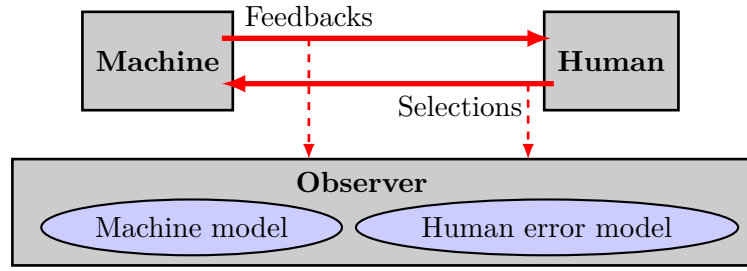 Feedbacks
Machine
Human
Selections
Observer
Machine model
Human error model